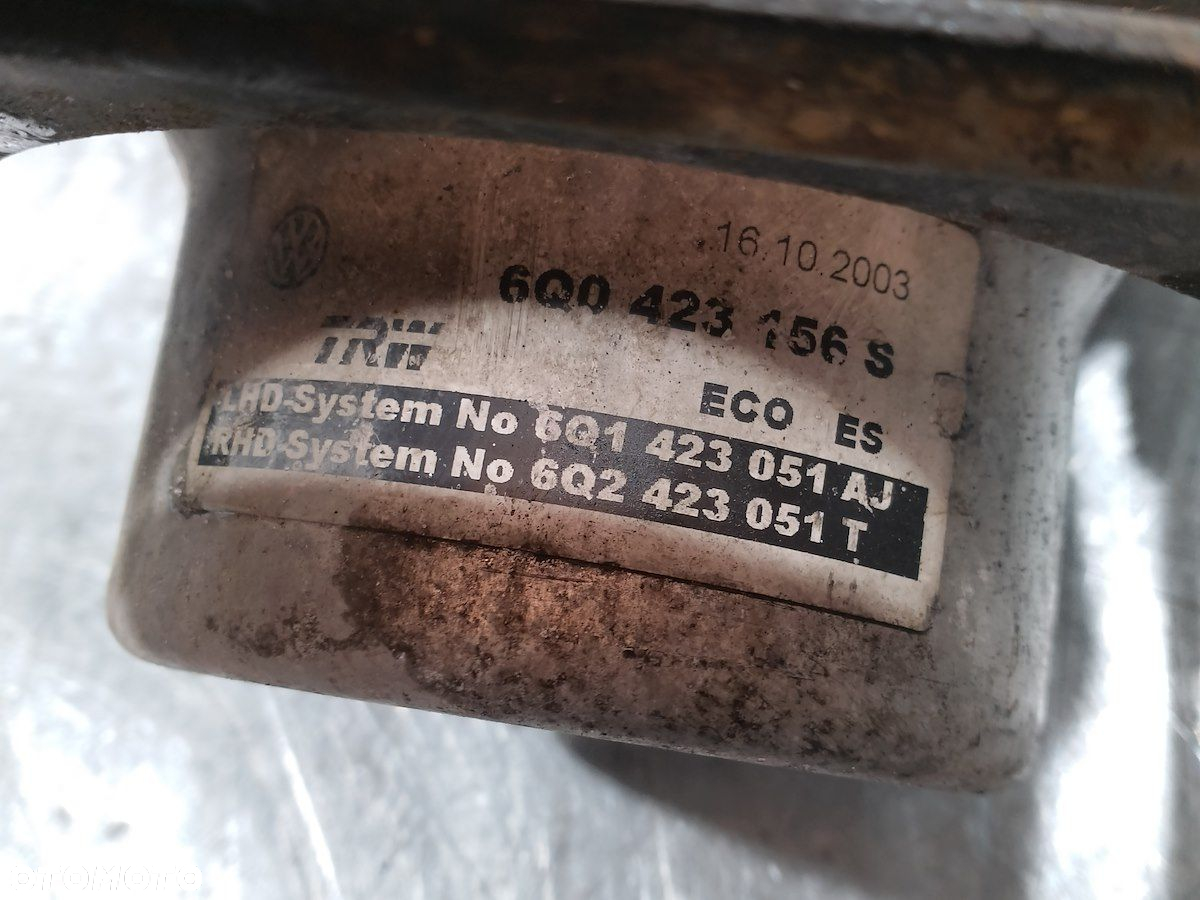 16.10.2003
6Q0 423 156 S
TRW
ECO ES
LHD-System No 6Q1 423 051 AJ
RHD-System No 6Q2 423 051 T
OTOMOTO